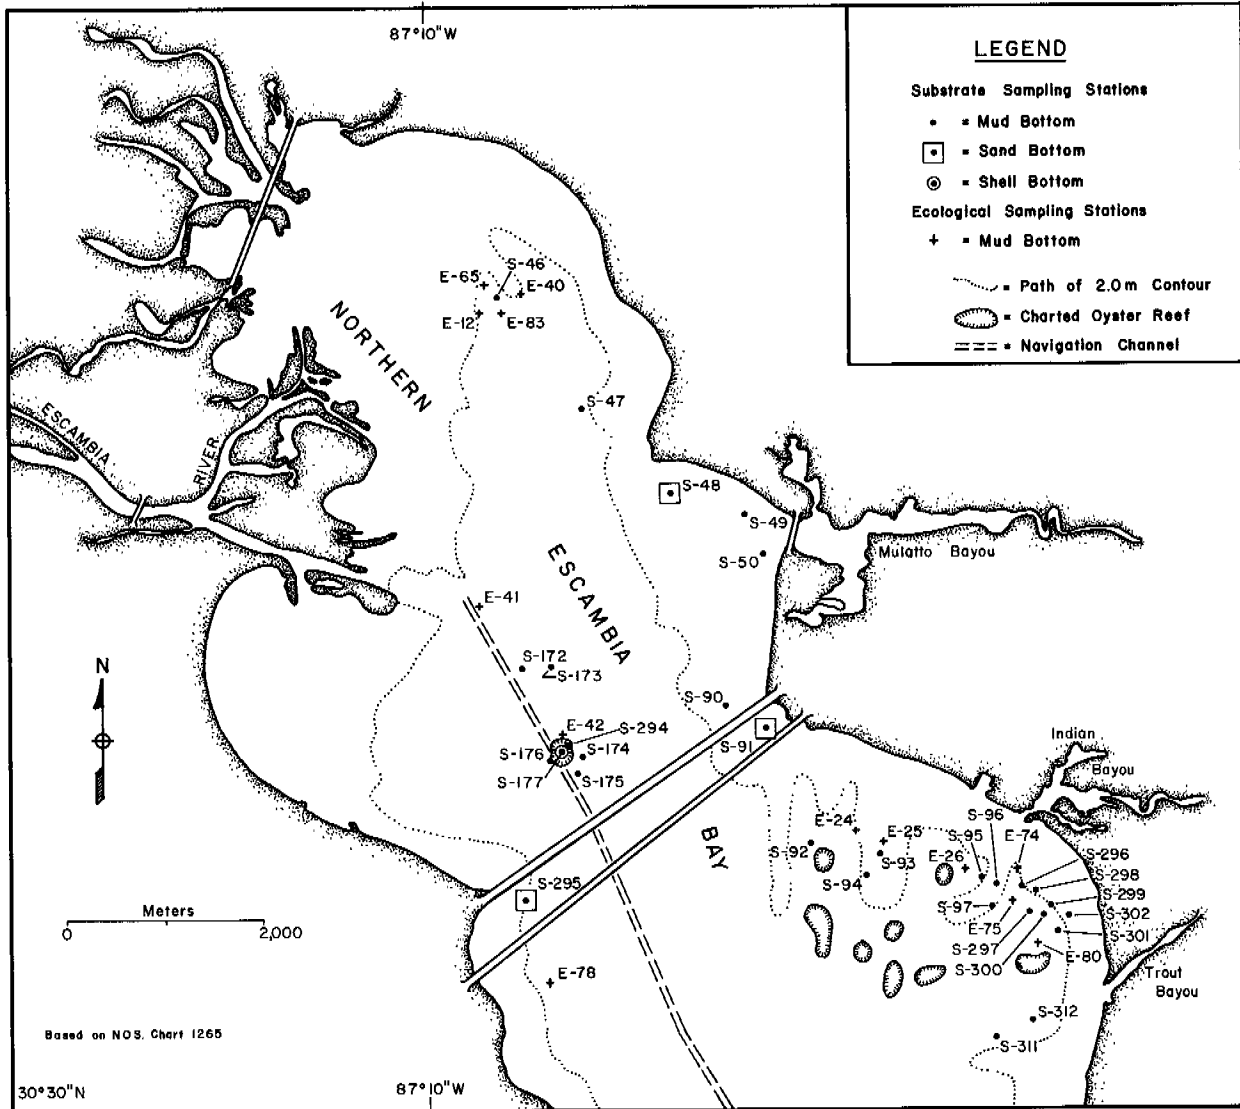 87°10"W
LEGEND
Substrate Sampling Stations
• = Mud Bottom
= Sand Bottom
= Shell Bottom
Ecological Sampling Stations
+ = Mud Bottom
= Path of 2.0m Contour
= Charted Oyster Reef
= Navigation Channel
S-46
E-65
E-40
E-12
E-83
NORTHERN
S-47
ESCAMBIA
RIVER
S-48
S-49
S-50
Mulatto Bayou
ESCAMBIA
E-41
N
S-172
S-173
S-90
E-42
S-294
S-176
S-174
S-91
S-177
S-175
Indian
Bayou
BAY
S-96
E-24
E-25
S-95
E-74
S-92
S-93
E-26
S-296
S-94
S-298
S-295
S-299
S-97
S-302
Meters
E-75
S-301
0
2,000
S-297
E-80
S-300
E-78
Trout
Bayou
S-312
Based on NOS. Chart 1265
S-311
30°30"N
87°10"W